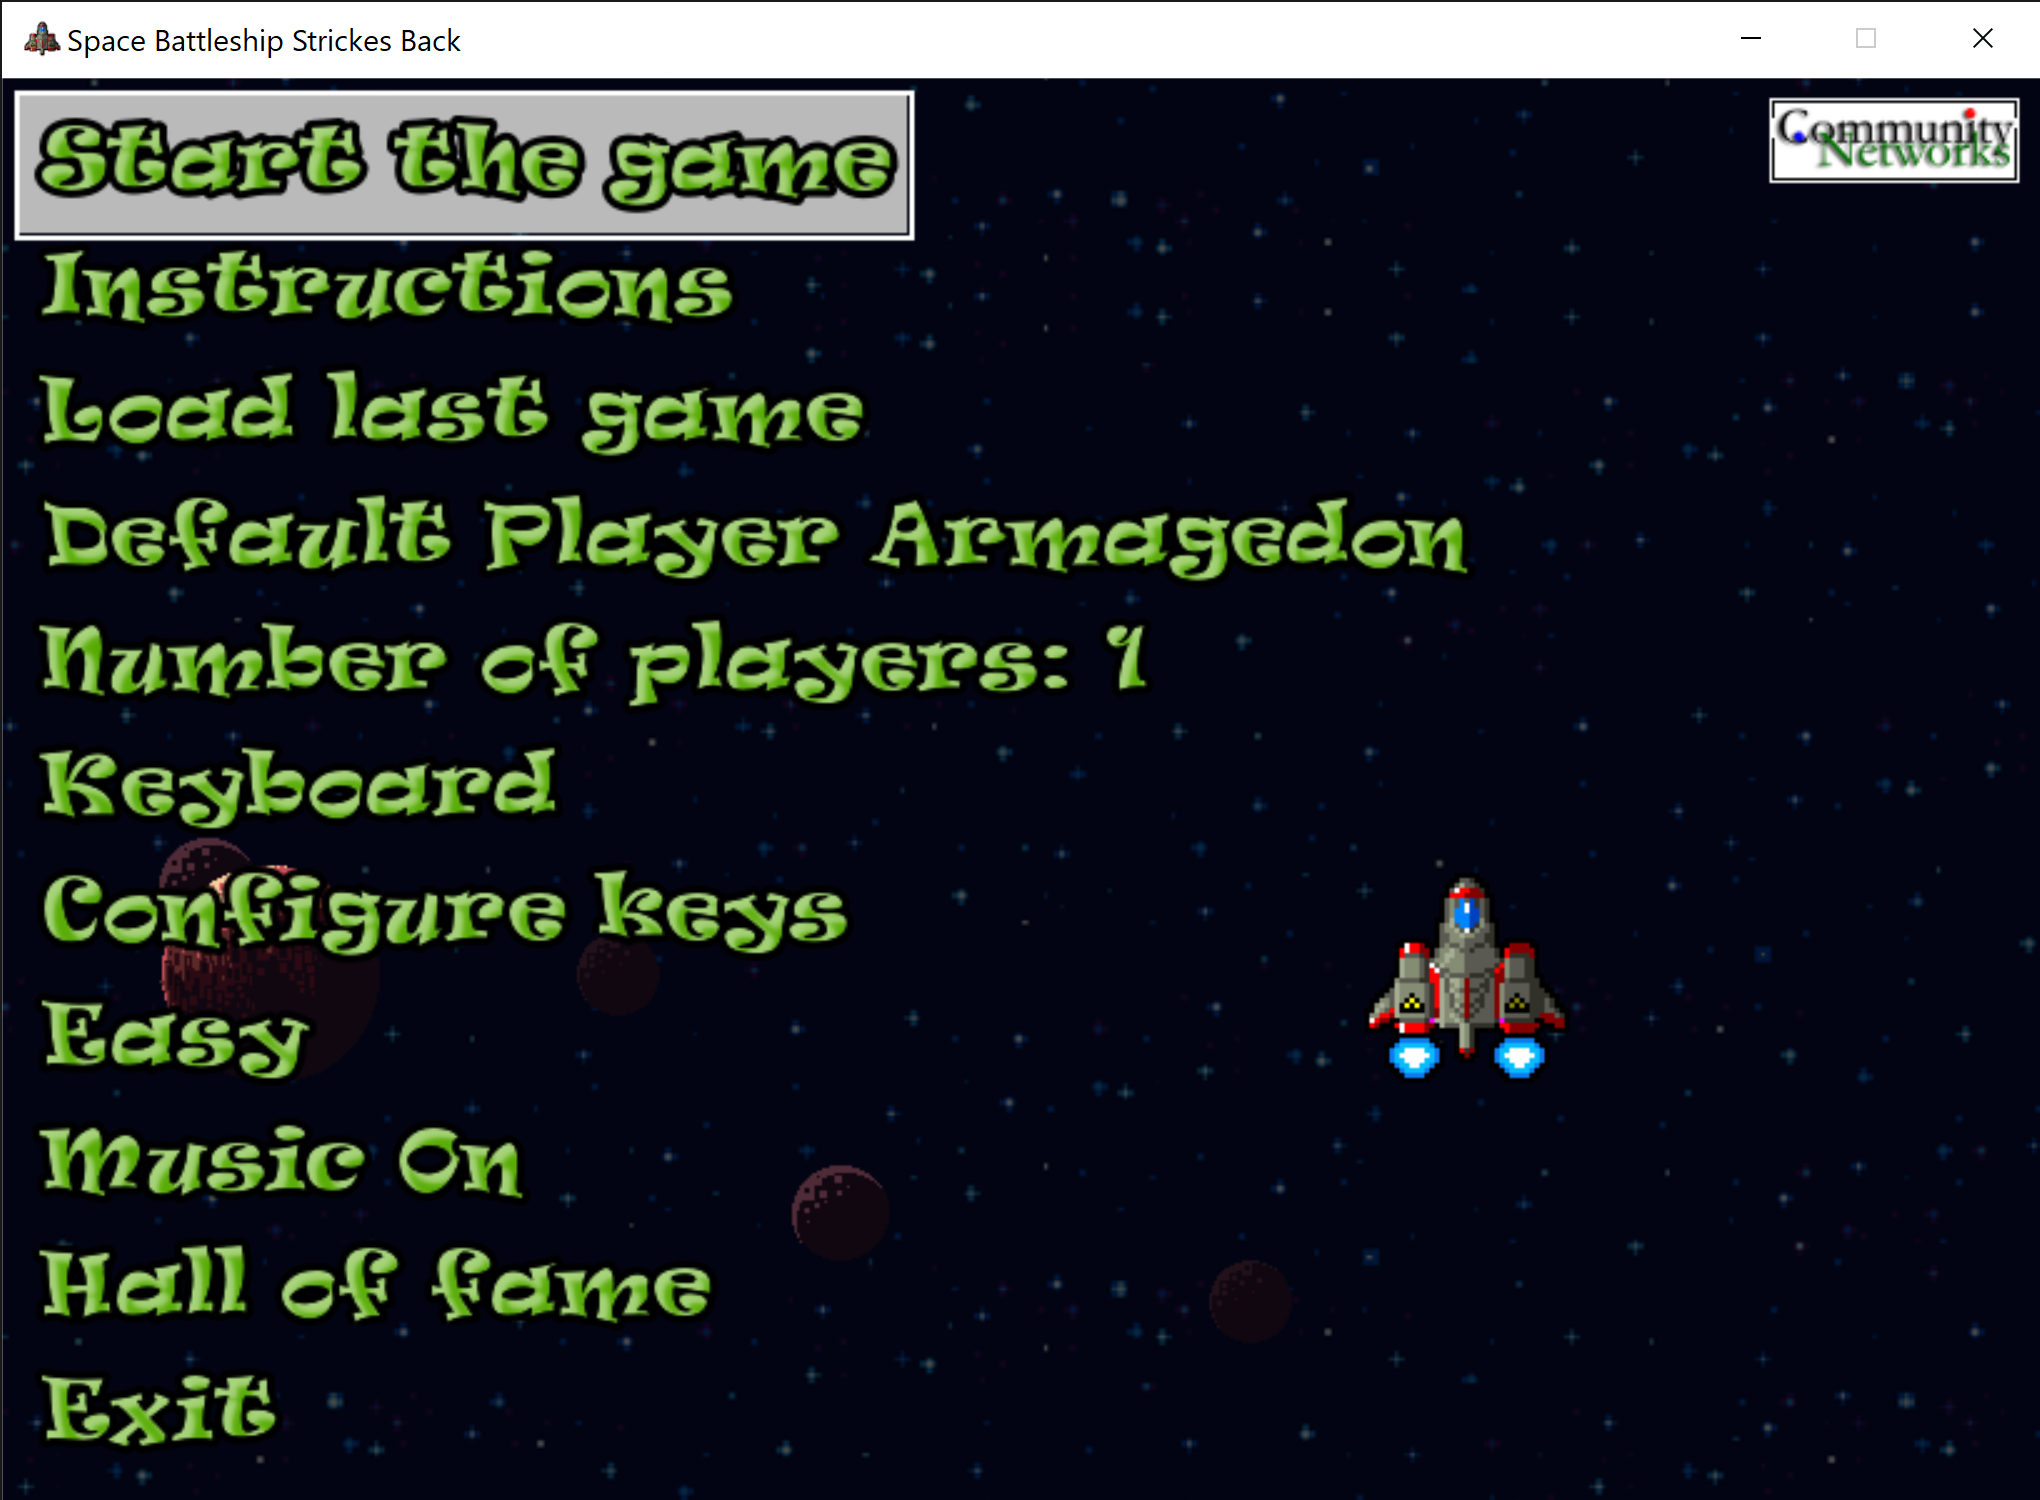 Space Battleship Strickes Back
Start the game
Community
Networks
Instructions
Load last game
Default Player Armagedon
Number of players: 1
Keyboard
Configure keys
Easy
Music On
Hall of fame
Exit